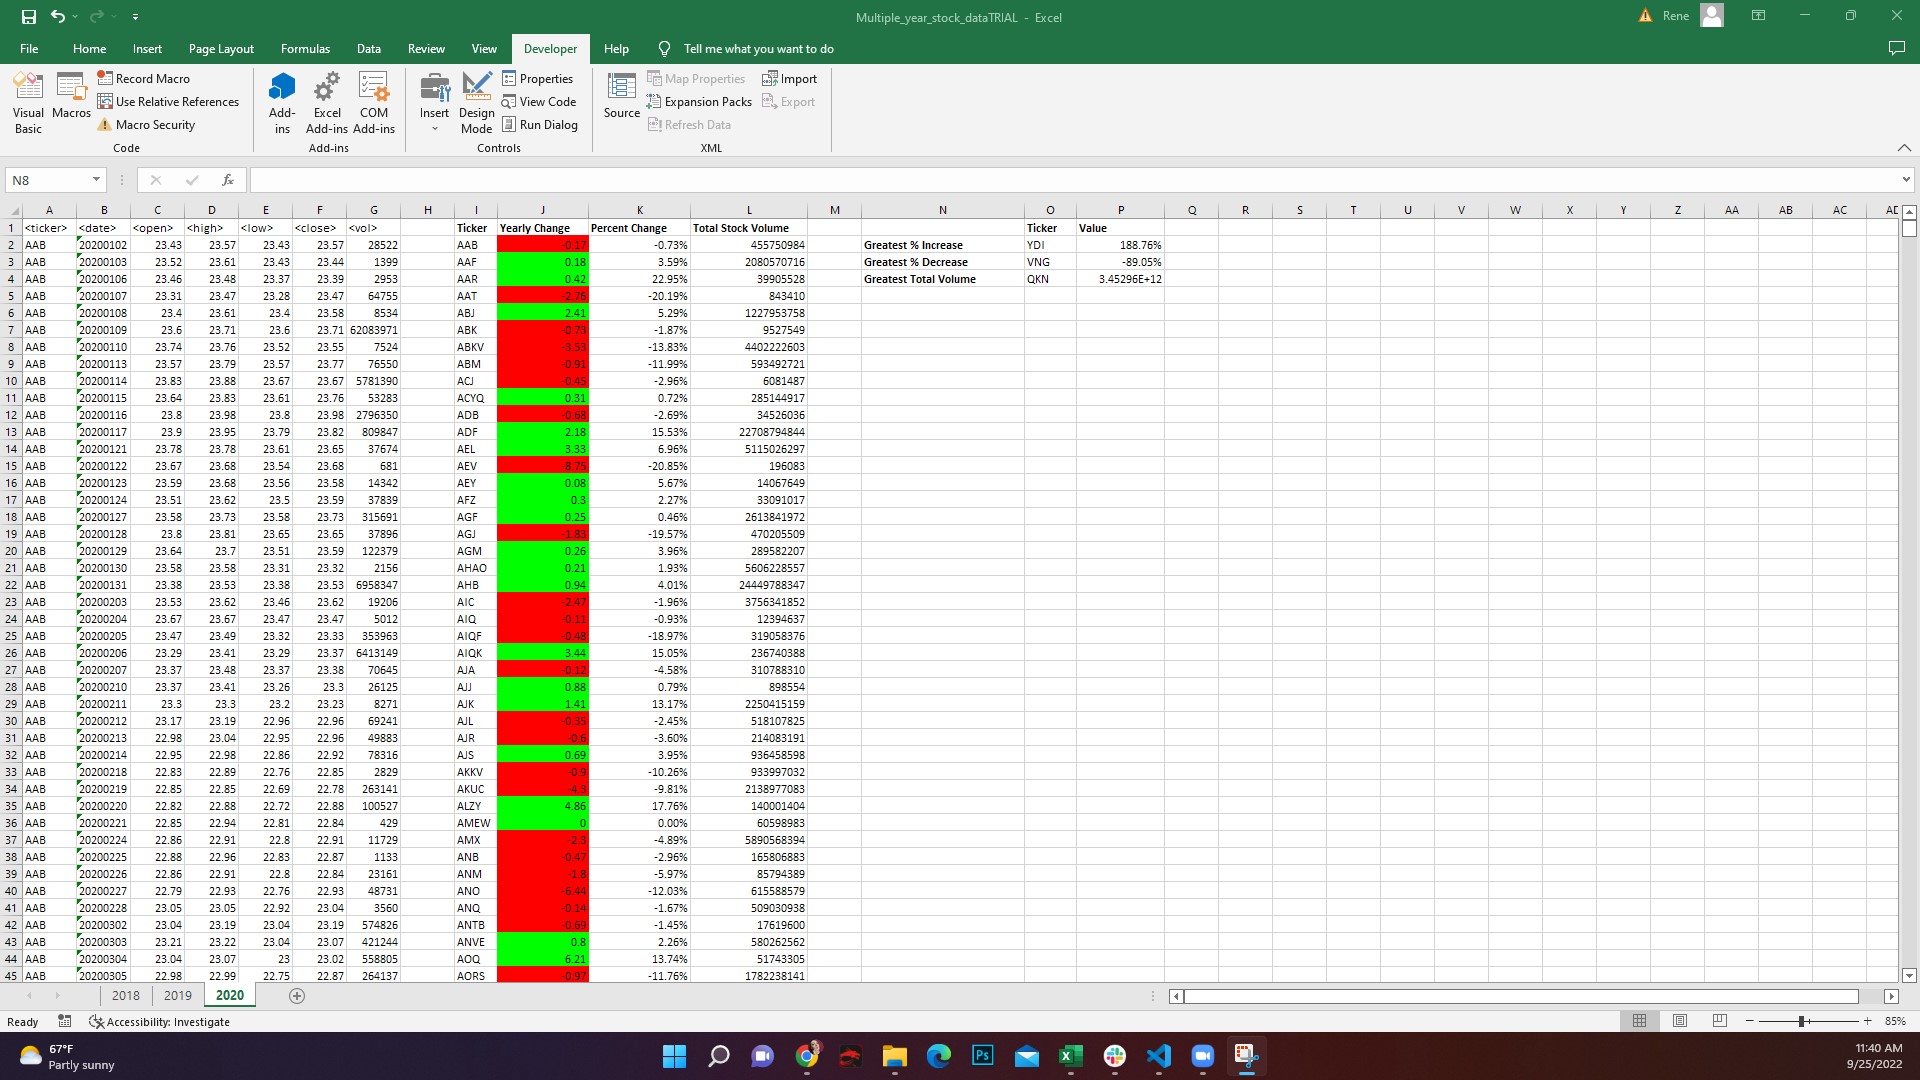 Multiple_year_stock_dataTRIAL - Excel
Rene
File Home Insert Page Layout Formulas Data Review View Developer Help Tell me what you want to do
Visual Basic
Macros
Record Macro
Use Relative References
Macro Security
Code
Add-ins
Excel Add-ins
COM Add-ins
Add-ins
Insert
Design Mode
Properties
View Code
Run Dialog
Controls
Source
Map Properties
Expansion Packs
Refresh Data
Import
Export
XML
N8
fx
A B C D E F G H I J K L M N O P Q R S T U V W X Y Z AA AB AC AE
1 <ticker> <date> <open> <high> <low> <close> <vol> Ticker Yearly Change Percent Change Total Stock Volume Ticker Value
2 AAB 20200102 23.43 23.57 23.43 23.57 28522 AAB -0.17 -0.73% 455750984 Greatest % Increase YDI 188.76%
3 AAB 20200103 23.52 23.61 23.43 23.44 1399 AAF 0.18 3.59% 2080570716 Greatest % Decrease VNG -89.05%
4 AAB 20200106 23.46 23.48 23.37 23.39 2953 AAR 0.42 22.95% 39905528 Greatest Total Volume QKN 3.45296E+12
5 AAB 20200107 23.31 23.47 23.28 23.47 64755 AAT -2.76 -20.19% 843410
6 AAB 20200108 23.4 23.61 23.4 23.58 8534 ABJ 2.41 5.29% 1227953758
7 AAB 20200109 23.6 23.71 23.6 23.71 62083971 ABK -0.73 -1.87% 9527549
8 AAB 20200110 23.74 23.76 23.52 23.55 7524 ABKV -3.53 -13.83% 4402222603
9 AAB 20200113 23.57 23.79 23.57 23.77 76550 ABM -0.91 -11.99% 593492721
10 AAB 20200114 23.83 23.88 23.67 23.67 5781390 ACJ -0.45 -2.96% 6081487
11 AAB 20200115 23.64 23.83 23.61 23.76 53283 ACYQ 0.31 0.72% 285144917
12 AAB 20200116 23.8 23.98 23.8 23.98 2796350 ADB -0.68 -2.69% 34526036
13 AAB 20200117 23.9 23.95 23.79 23.82 809847 ADF 2.18 15.53% 22708794844
14 AAB 20200121 23.78 23.78 23.61 23.65 37674 AEL 3.33 6.96% 5115026297
15 AAB 20200122 23.67 23.68 23.54 23.68 681 AEV -8.75 -20.85% 196083
16 AAB 20200123 23.59 23.68 23.56 23.58 14342 AEY 0.08 5.67% 14067649
17 AAB 20200124 23.51 23.62 23.5 23.59 37839 AFZ 0.3 2.27% 33091017
18 AAB 20200127 23.58 23.73 23.58 23.73 315691 AGF 0.25 0.46% 2613841972
19 AAB 20200128 23.8 23.81 23.65 23.65 37896 AGJ -1.83 -19.57% 470205509
20 AAB 20200129 23.64 23.7 23.51 23.59 122379 AGM 0.26 3.96% 289582207
21 AAB 20200130 23.58 23.58 23.31 23.32 2156 AHAO 0.21 1.93% 5606228557
22 AAB 20200131 23.38 23.53 23.38 23.53 6958347 AHB 0.94 4.01% 24449788347
23 AAB 20200203 23.53 23.62 23.46 23.62 19206 AIC -2.47 -1.96% 3756341852
24 AAB 20200204 23.67 23.67 23.47 23.47 5012 AIQ -0.11 -0.93% 12394637
25 AAB 20200205 23.47 23.49 23.32 23.33 353963 AIQF -0.48 -18.97% 319058376
26 AAB 20200206 23.29 23.41 23.29 23.37 6413149 AIQK 3.44 15.05% 236740388
27 AAB 20200207 23.37 23.48 23.37 23.38 70645 AJA -0.12 -4.58% 310788310
28 AAB 20200210 23.37 23.41 23.26 23.3 26125 AJJ 0.88 0.79% 898554
29 AAB 20200211 23.3 23.3 23.2 23.23 8271 AJK 1.41 13.17% 2250415159
30 AAB 20200212 23.17 23.19 22.96 22.96 69241 AJL -0.35 -2.45% 518107825
31 AAB 20200213 22.98 23.04 22.95 22.96 49883 AJR -0.6 -3.60% 214083191
32 AAB 20200214 22.95 22.98 22.86 22.92 78316 AJS 0.69 3.95% 936458598
33 AAB 20200218 22.83 22.89 22.76 22.85 2829 AKKV -0.9 -10.26% 933997032
34 AAB 20200219 22.85 22.85 22.69 22.78 263141 AKUC -4.3 -9.81% 2138977083
35 AAB 20200220 22.82 22.88 22.72 22.88 100527 ALZY 4.86 17.76% 140001404
36 AAB 20200221 22.85 22.94 22.81 22.84 429 AMEW 0 0.00% 60598983
37 AAB 20200224 22.86 22.91 22.8 22.91 11729 AMX -2.3 -4.89% 5890568394
38 AAB 20200225 22.88 22.96 22.83 22.87 1133 ANB -0.47 -2.96% 165806883
39 AAB 20200226 22.86 22.91 22.8 22.84 23161 ANM -1.8 -5.97% 85794389
40 AAB 20200227 22.79 22.93 22.76 22.93 48731 ANO -6.44 -12.03% 615588579
41 AAB 20200228 23.05 23.05 22.92 23.04 3560 ANQ -0.14 -1.67% 509030938
42 AAB 20200302 23.04 23.19 23.04 23.19 574826 ANTB -0.69 -1.45% 17619600
43 AAB 20200303 23.21 23.22 23.04 23.07 421244 ANVE 0.8 2.26% 580262562
44 AAB 20200304 23.04 23.07 23 23.02 558805 AOQ 6.21 13.74% 51743305
45 AAB 20200305 22.98 22.99 22.75 22.87 264137 AORS -0.97 -11.76% 1782238141
2018 2019 2020
Ready Accessibility: Investigate 85%
67°F
Partly sunny
Ps
11:40 AM
9/25/2022